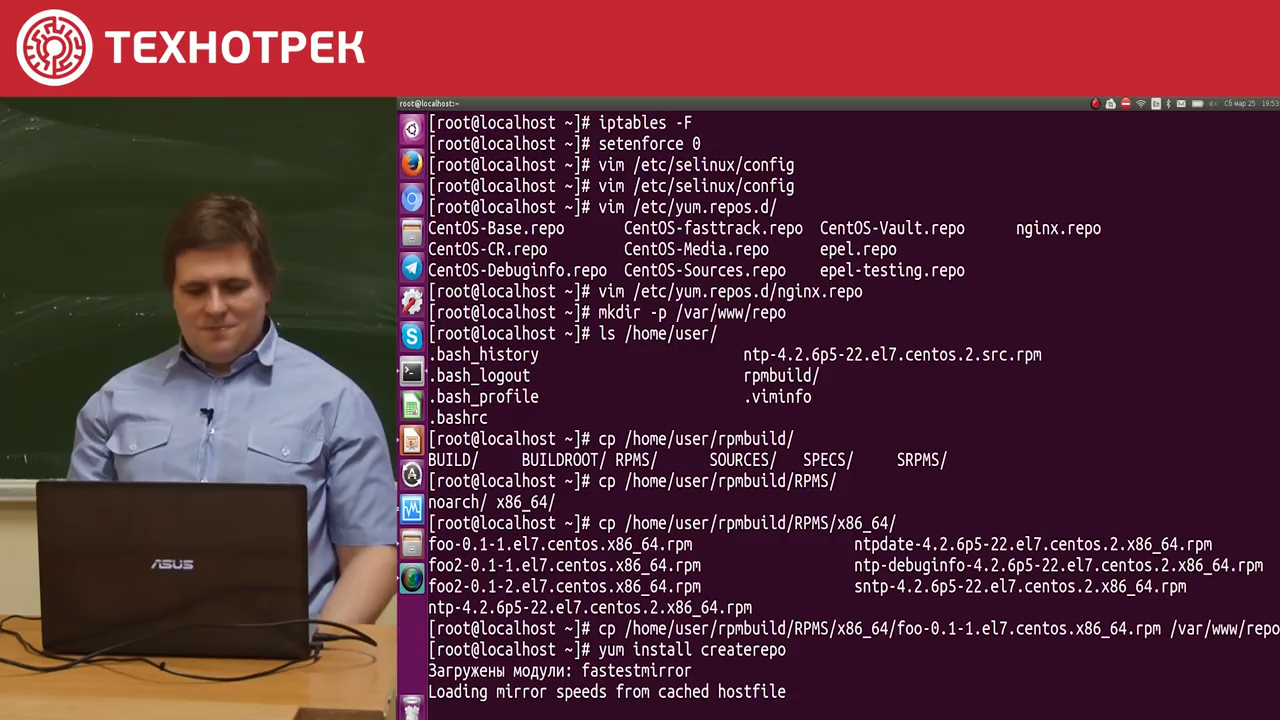 ТЕХНОТРЕК
root@localhost:~
En
Сб мар 25 19:53
[root@localhost ~]# iptables -F
[root@localhost ~]# setenforce 0
[root@localhost ~]# vim /etc/selinux/config
[root@localhost ~]# vim /etc/selinux/config
[root@localhost ~]# vim /etc/yum.repos.d/
CentOS-Base.repo CentOS-fasttrack.repo CentOS-Vault.repo nginx.repo
CentOS-CR.repo CentOS-Media.repo epel.repo
CentOS-Debuginfo.repo CentOS-Sources.repo epel-testing.repo
[root@localhost ~]# vim /etc/yum.repos.d/nginx.repo
[root@localhost ~]# mkdir -p /var/www/repo
[root@localhost ~]# ls /home/user/
.bash_history ntp-4.2.6p5-22.el7.centos.2.src.rpm
.bash_logout rpmbuild/
.bash_profile .viminfo
.bashrc
[root@localhost ~]# cp /home/user/rpmbuild/
BUILD/ BUILDROOT/ RPMS/ SOURCES/ SPECS/ SRPMS/
[root@localhost ~]# cp /home/user/rpmbuild/RPMS/
noarch/ x86_64/
[root@localhost ~]# cp /home/user/rpmbuild/RPMS/x86_64/
foo-0.1-1.el7.centos.x86_64.rpm ntpdate-4.2.6p5-22.el7.centos.2.x86_64.rpm
foo2-0.1-1.el7.centos.x86_64.rpm ntp-debuginfo-4.2.6p5-22.el7.centos.2.x86_64.rpm
foo2-0.1-2.el7.centos.x86_64.rpm sntp-4.2.6p5-22.el7.centos.2.x86_64.rpm
ntp-4.2.6p5-22.el7.centos.2.x86_64.rpm
[root@localhost ~]# cp /home/user/rpmbuild/RPMS/x86_64/foo-0.1-1.el7.centos.x86_64.rpm /var/www/repo
[root@localhost ~]# yum install createrepo
Загружены модули: fastestmirror
Loading mirror speeds from cached hostfile
ASUS